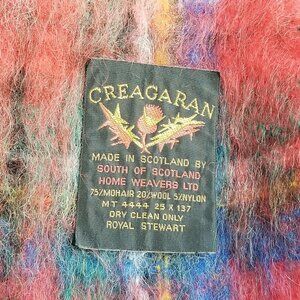 CREAGARAN
MADE IN SCOTLAND BY
SOUTH OF SCOTLAND
HOME WEAVERS LTD
75%MOHAIR 20%WOOL 5%NYLON
MT 4444 25 X 137
DRY CLEAN ONLY
ROYAL STEWART